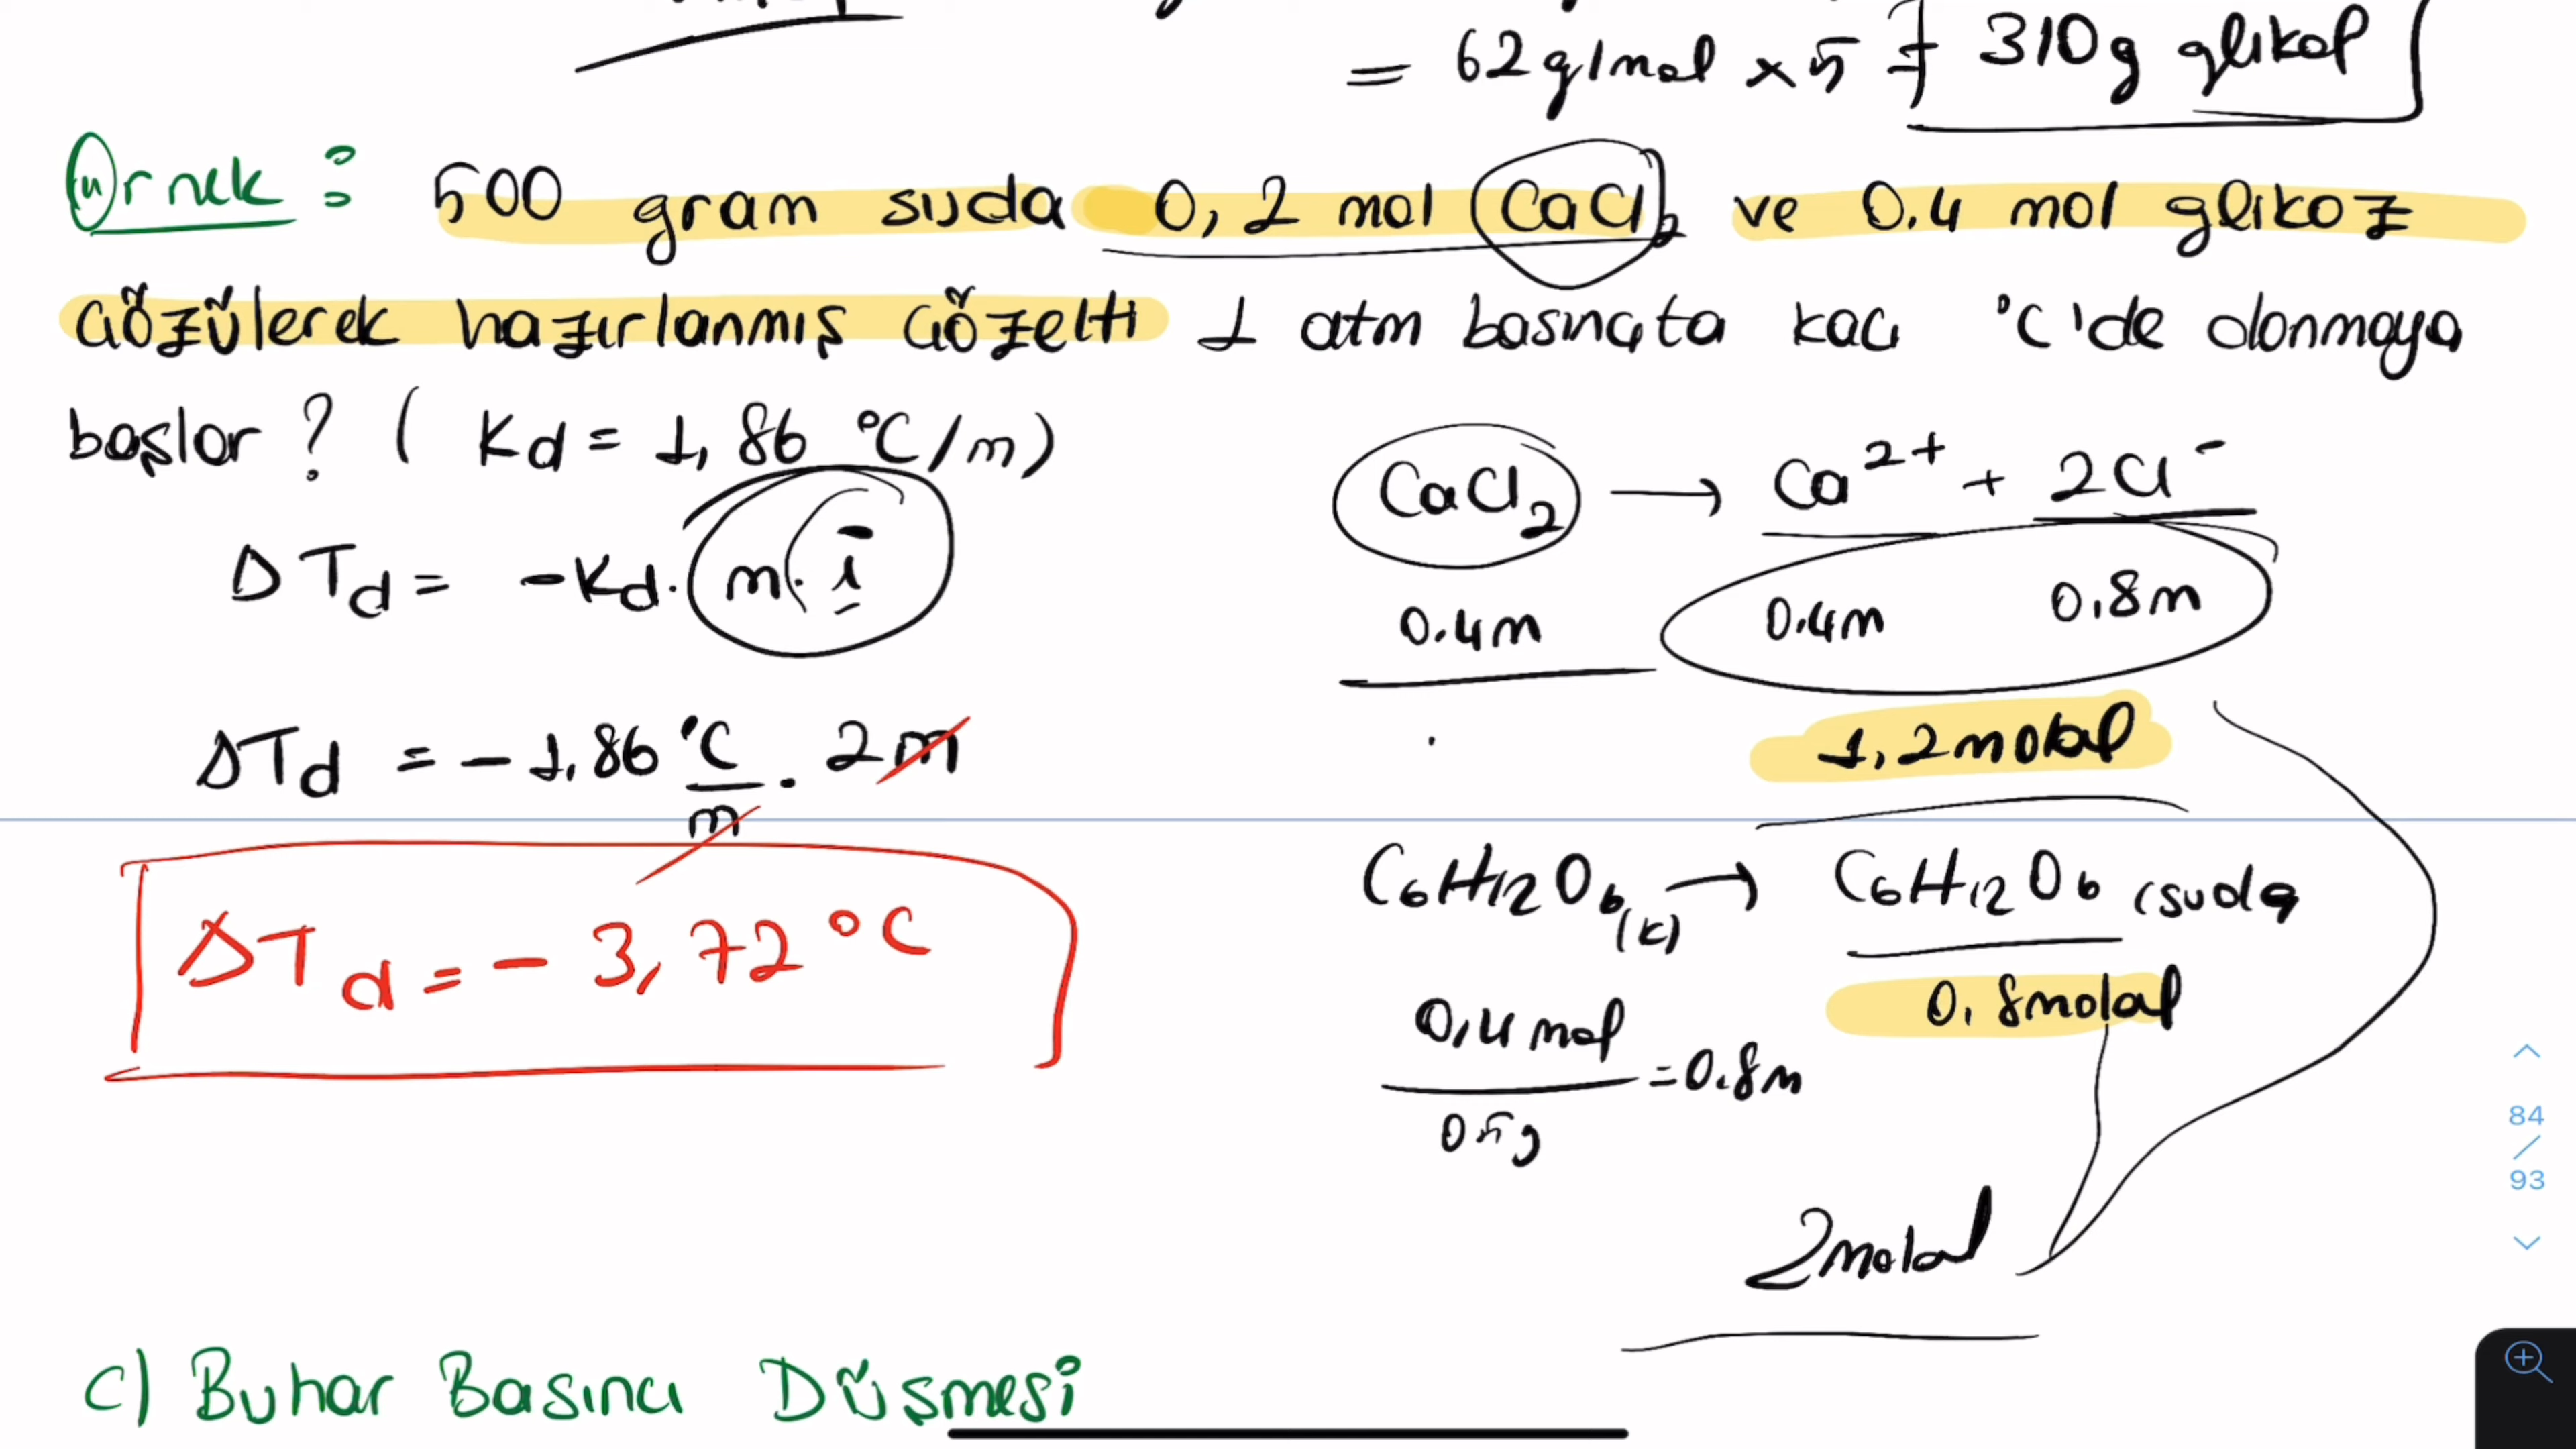 = 62 g/mol x 5 = 310g glikol
Örnek : 500 gram suda 0,2 mol CaCl2 ve 0.4 mol glikoz
çözülerek hazırlanmış çözelti 1 atm basınçta kaç °C'de donmaya
başlar ? ( Kd = 1,86 °C/m)
ΔTd = -Kd. m. i
ΔTd = - 1,86 °C/m . 2m
ΔTd = - 3,72 °C
CaCl2 → Ca2+ + 2Cl-
0.4m 0.4m 0.8m
1,2molal
C6H12O6(k) → C6H12O6 (suda
0.8molal
0,4 mol
=0.8m
2molal
C) Buhar Basıncı Düşmesi
84
/
93